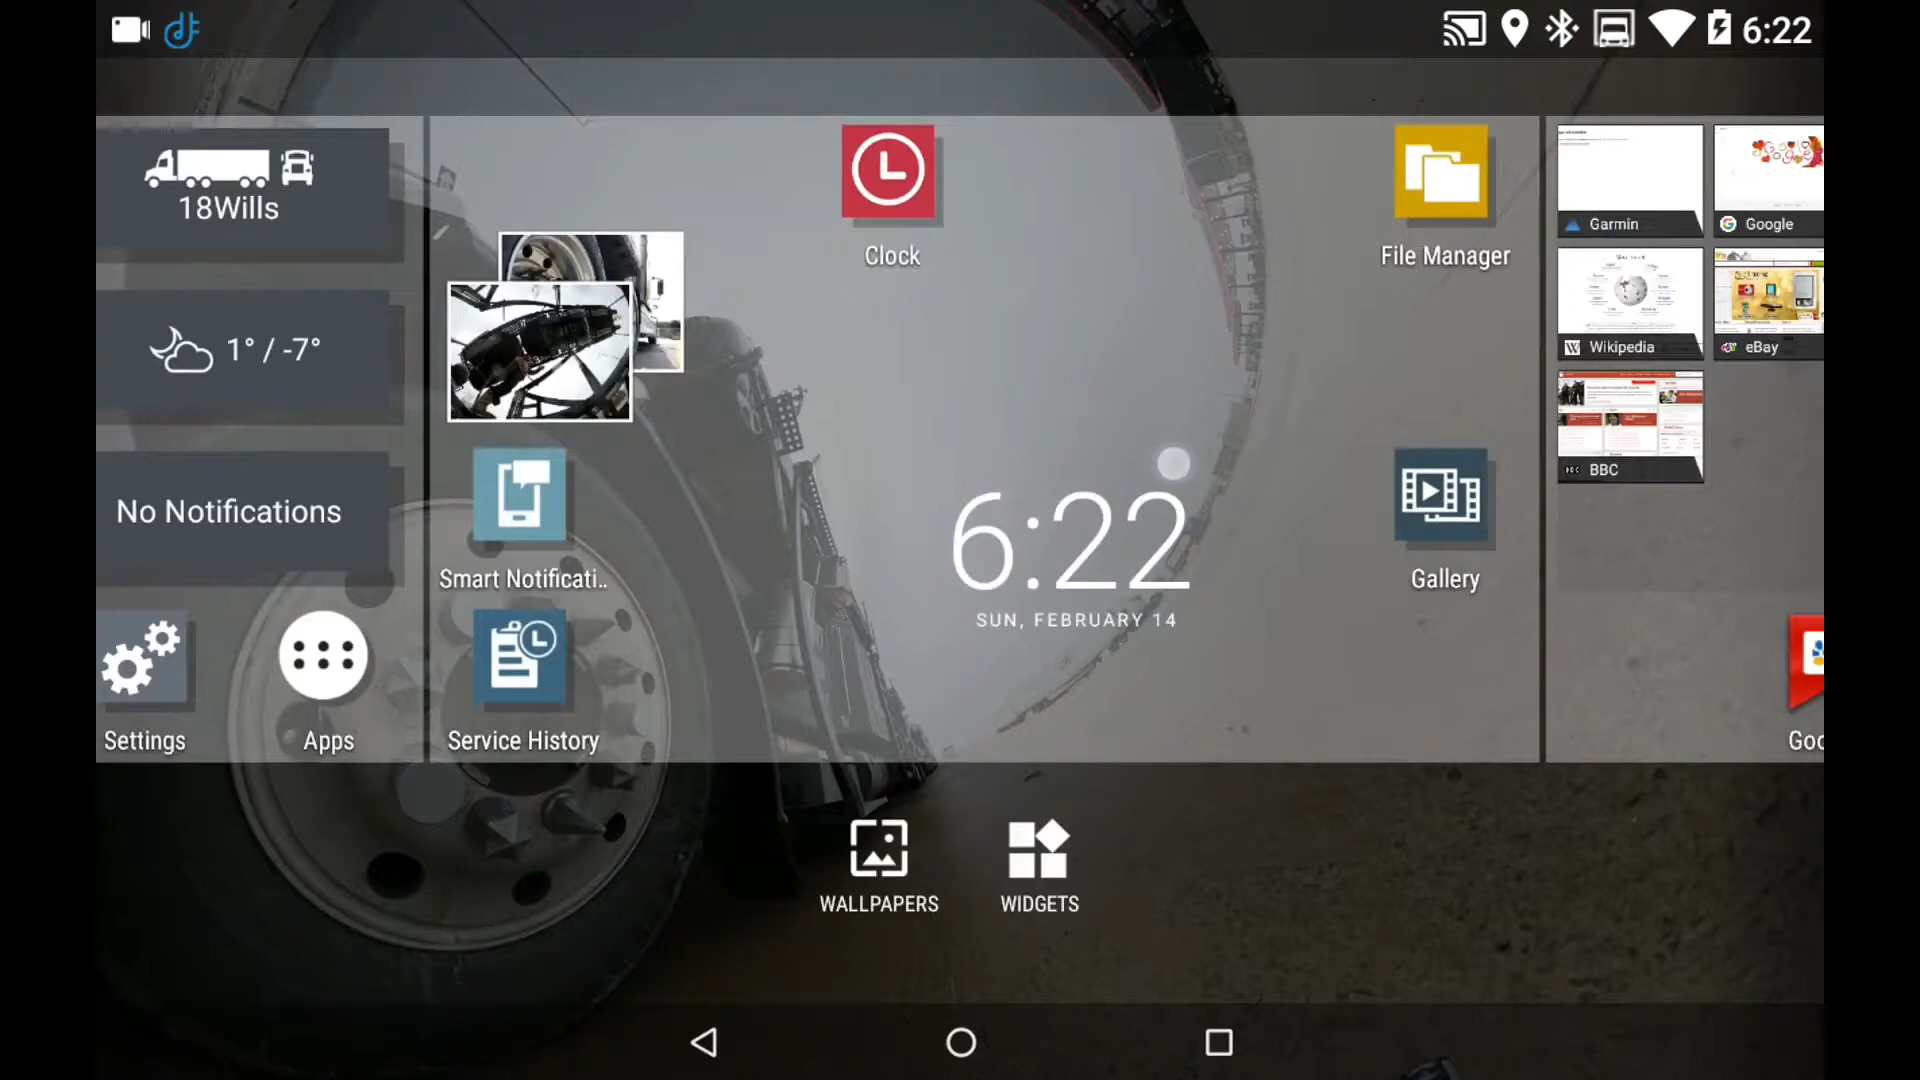 6:22
18Wills
1° / -7°
No Notifications
Settings
Apps
Clock
File Manager
Smart Notificati..
Service History
6:22
SUN, FEBRUARY 14
Gallery
Garmin
Google
Wikipedia
eBay
BBC
Goo
WALLPAPERS
WIDGETS